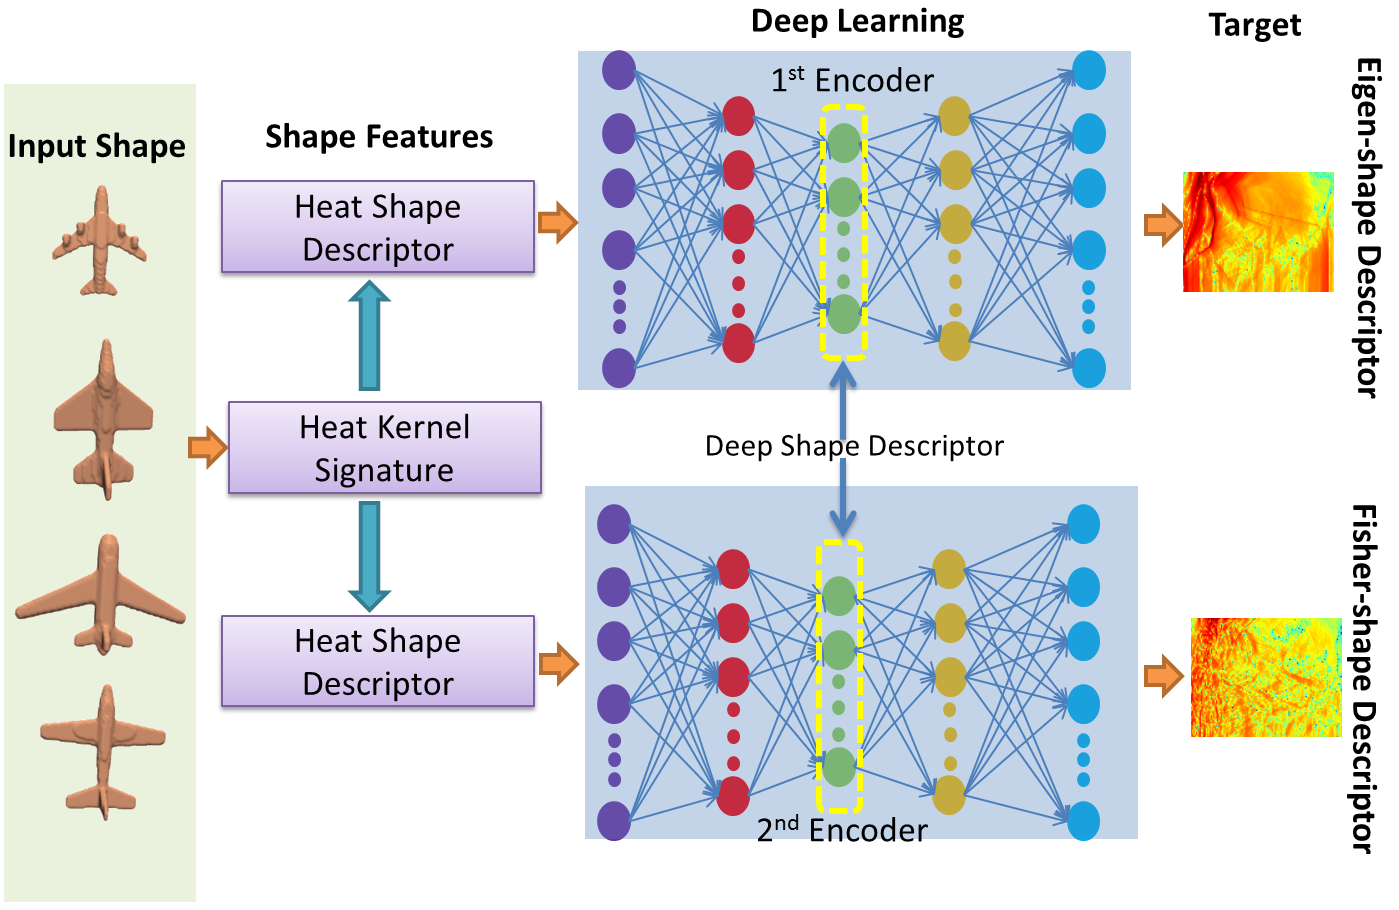 Deep Learning
Target
Input Shape
Shape Features
1st Encoder
Heat Shape
Descriptor
Eigen-shape Descriptor
Heat Kernel
Signature
Deep Shape Descriptor
Heat Shape
Descriptor
Fisher-shape Descriptor
2nd Encoder